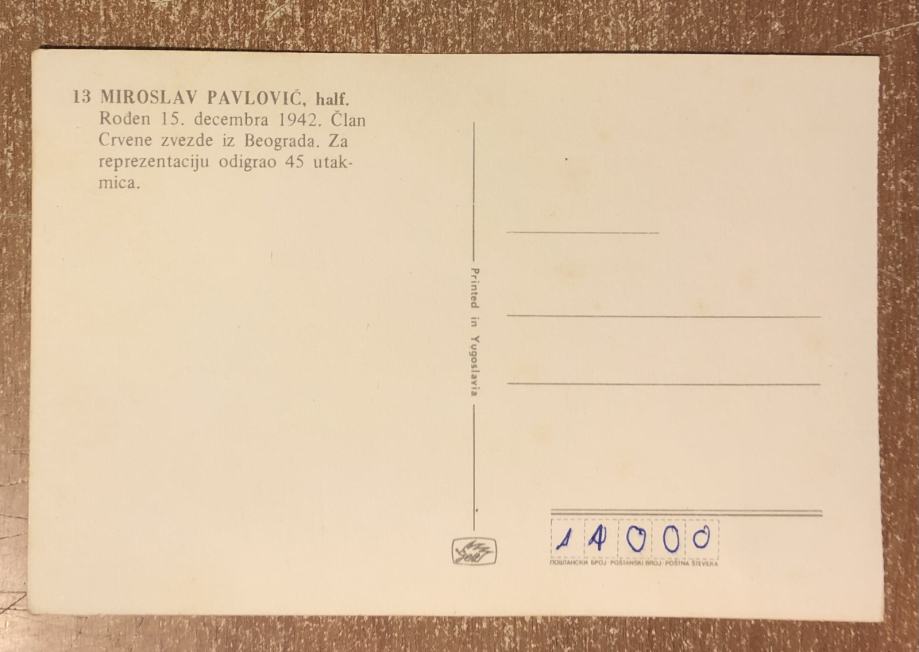 13 MIROSLAV PAVLOVIĆ, half.
Rođen 15. decembra 1942. Član
Crvene zvezde iz Beograda. Za
reprezentaciju odigrao 45 utak-
mica.
Printed in Yugoslavia
14000
ПОШТАНСКИ БРОЈ POŠTANSKI BROJ POŠTNA ŠTEVILKA